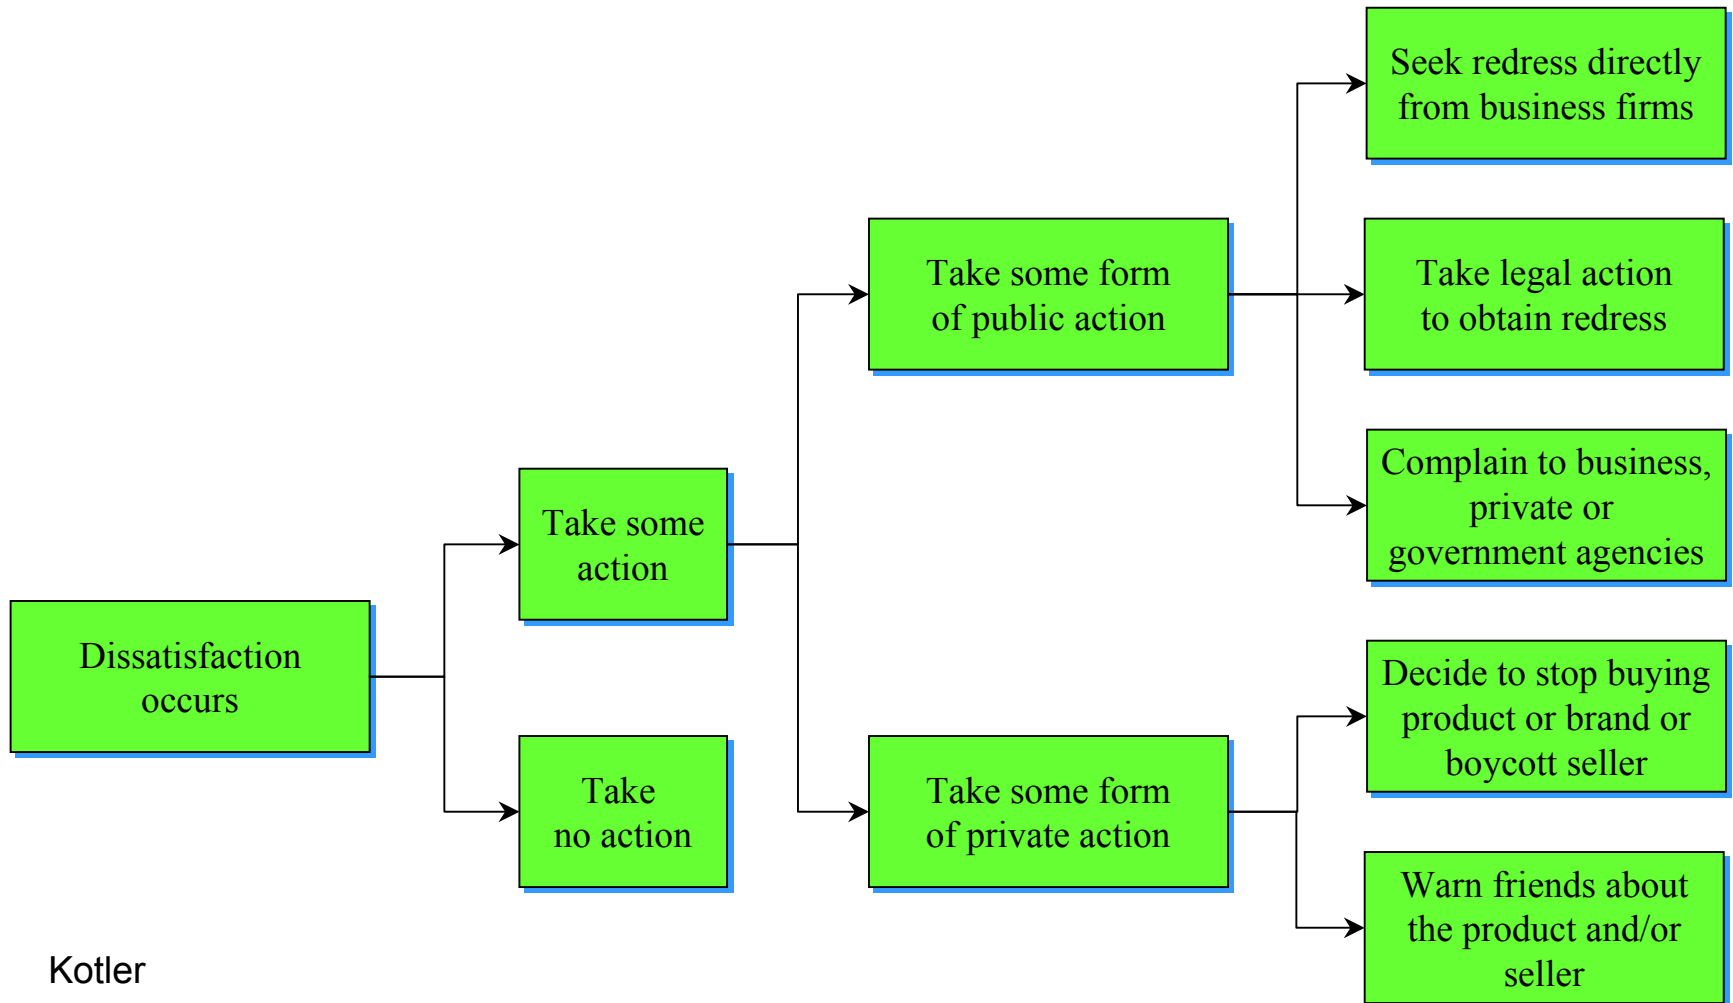 Seek redress directly
from business firms
Take some form
of public action
Take legal action
to obtain redress
Complain to business,
private or
government agencies
Take some
action
Dissatisfaction
occurs
Take
no action
Take some form
of private action
Decide to stop buying
product or brand or
boycott seller
Warn friends about
the product and/or
seller
Kotler